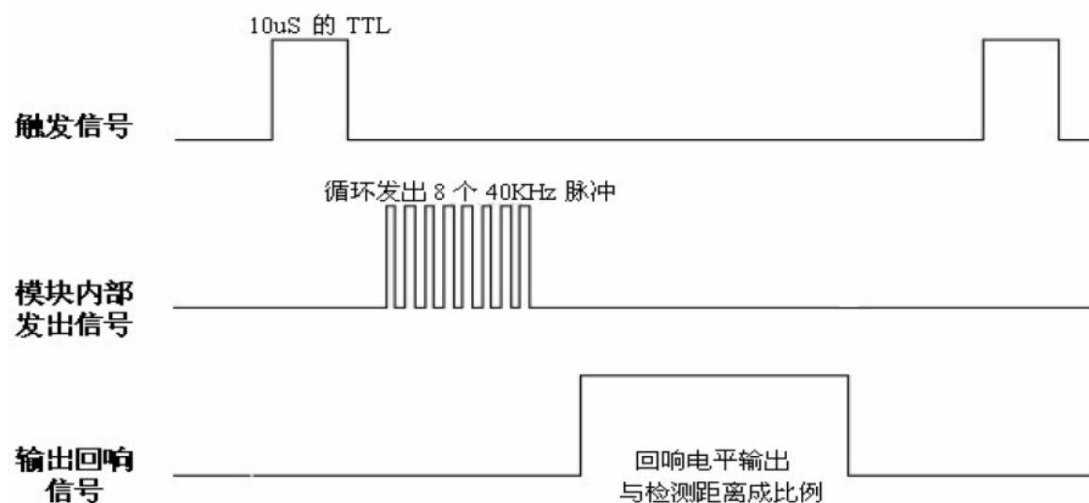 10uS 的 TTL
触发信号
循环发出 8 个 40KHz 脉冲
模块内部
发出信号
输出回响
信号
回响电平输出
与检测距离成比例